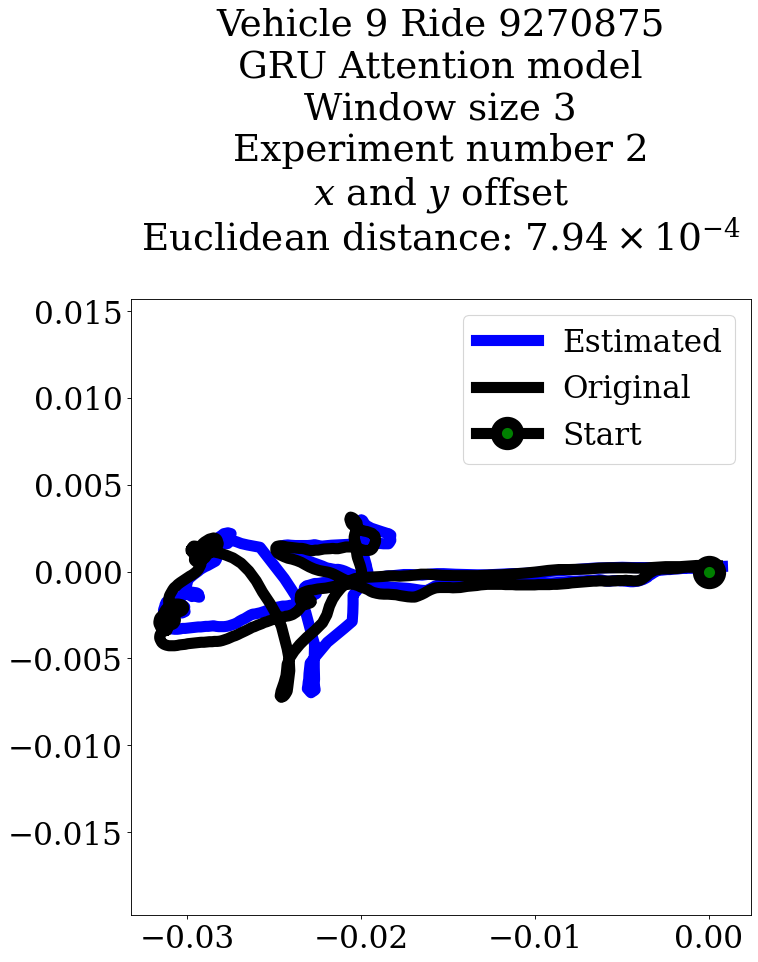 Vehicle 9 Ride 9270875
GRU Attention model
Window size 3
Experiment number 2
x and y offset
Euclidean distance: 7.94 × 10⁻⁴
Estimated
Original
Start
0.015
0.010
0.005
0.000
−0.005
−0.010
−0.015
−0.03 −0.02 −0.01 0.00